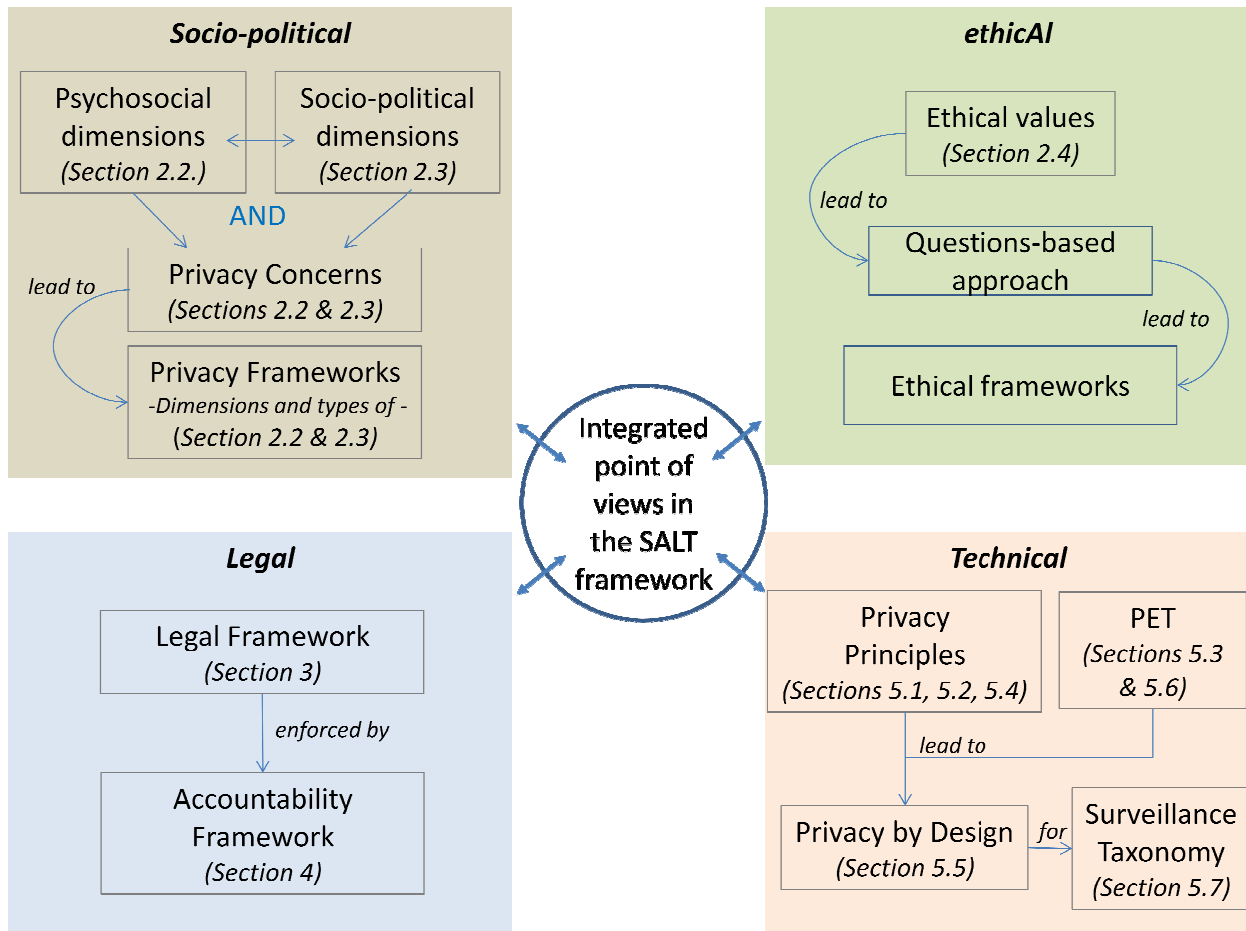 Socio-political
Psychosocial
dimensions
(Section 2.2.)
Socio-political
dimensions
(Section 2.3)
AND
Privacy Concerns
(Sections 2.2 & 2.3)
lead to
Privacy Frameworks
-Dimensions and types of -
(Section 2.2 & 2.3)
ethicAl
Ethical values
(Section 2.4)
lead to
Questions-based
approach
lead to
Ethical frameworks
Integrated
point of
views in
the SALT
framework
Legal
Legal Framework
(Section 3)
enforced by
Accountability
Framework
(Section 4)
Technical
Privacy
Principles
(Sections 5.1, 5.2, 5.4)
PET
(Sections 5.3
& 5.6)
lead to
Privacy by Design
(Section 5.5)
for
Surveillance
Taxonomy
(Section 5.7)